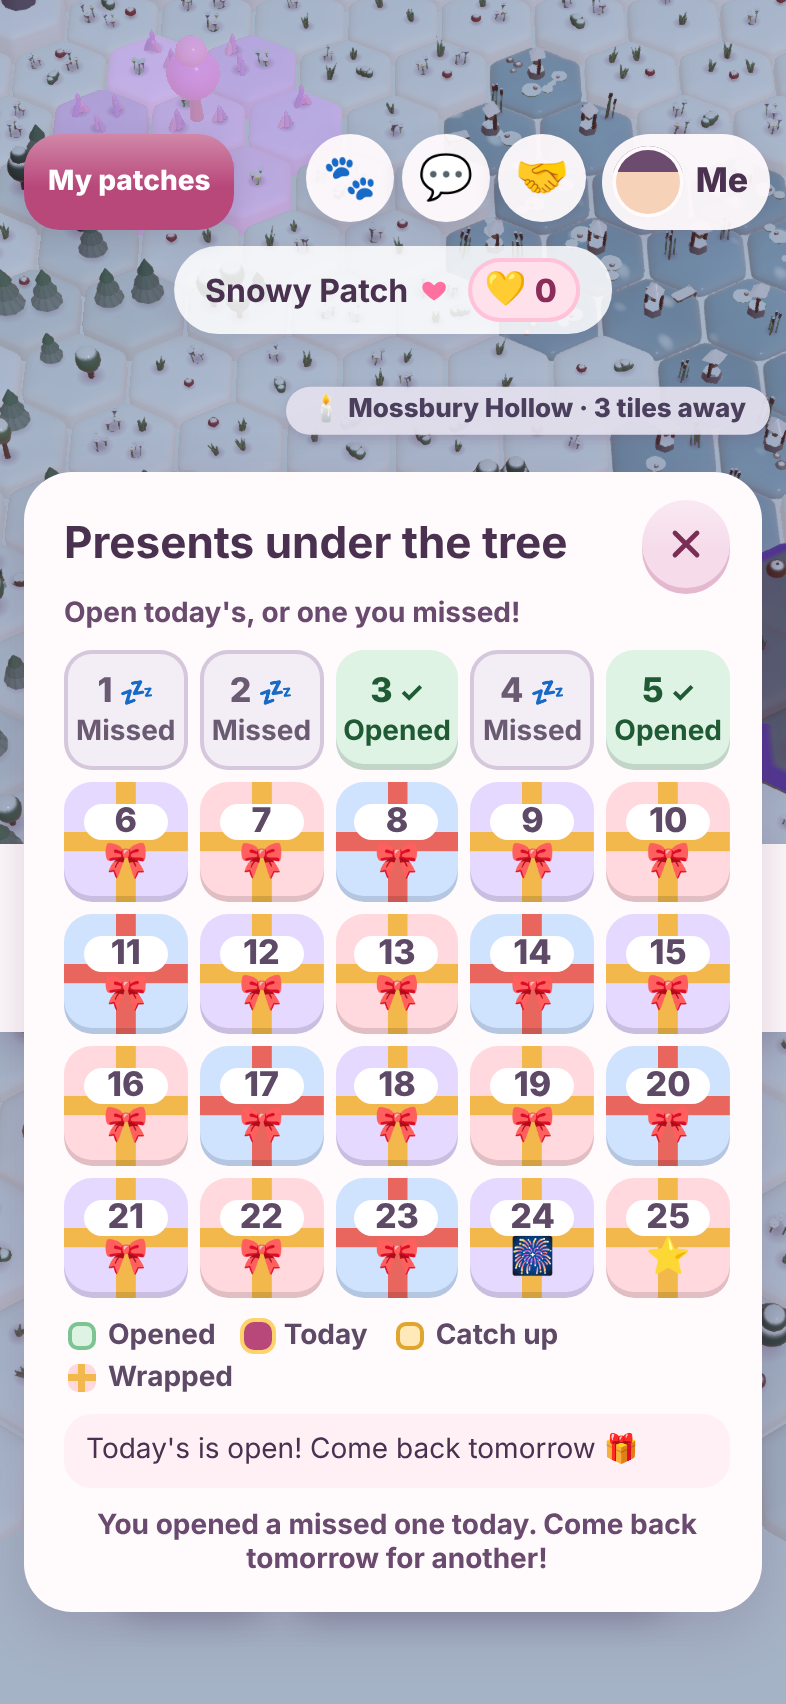 My patches
💬
Me
Snowy Patch
0
Mossbury Hollow · 3 tiles away
Presents under the tree
Open today's, or one you missed!
1 💤 2 💤 3 ✓ 4 💤 5 ✓
Missed Missed Opened Missed Opened
6 7 8 9 10
11 12 13 14 15
16 17 18 19 20
21 22 23 24 25
Opened Today Catch up
Wrapped
Today's is open! Come back tomorrow 🎁
You opened a missed one today. Come back
tomorrow for another!